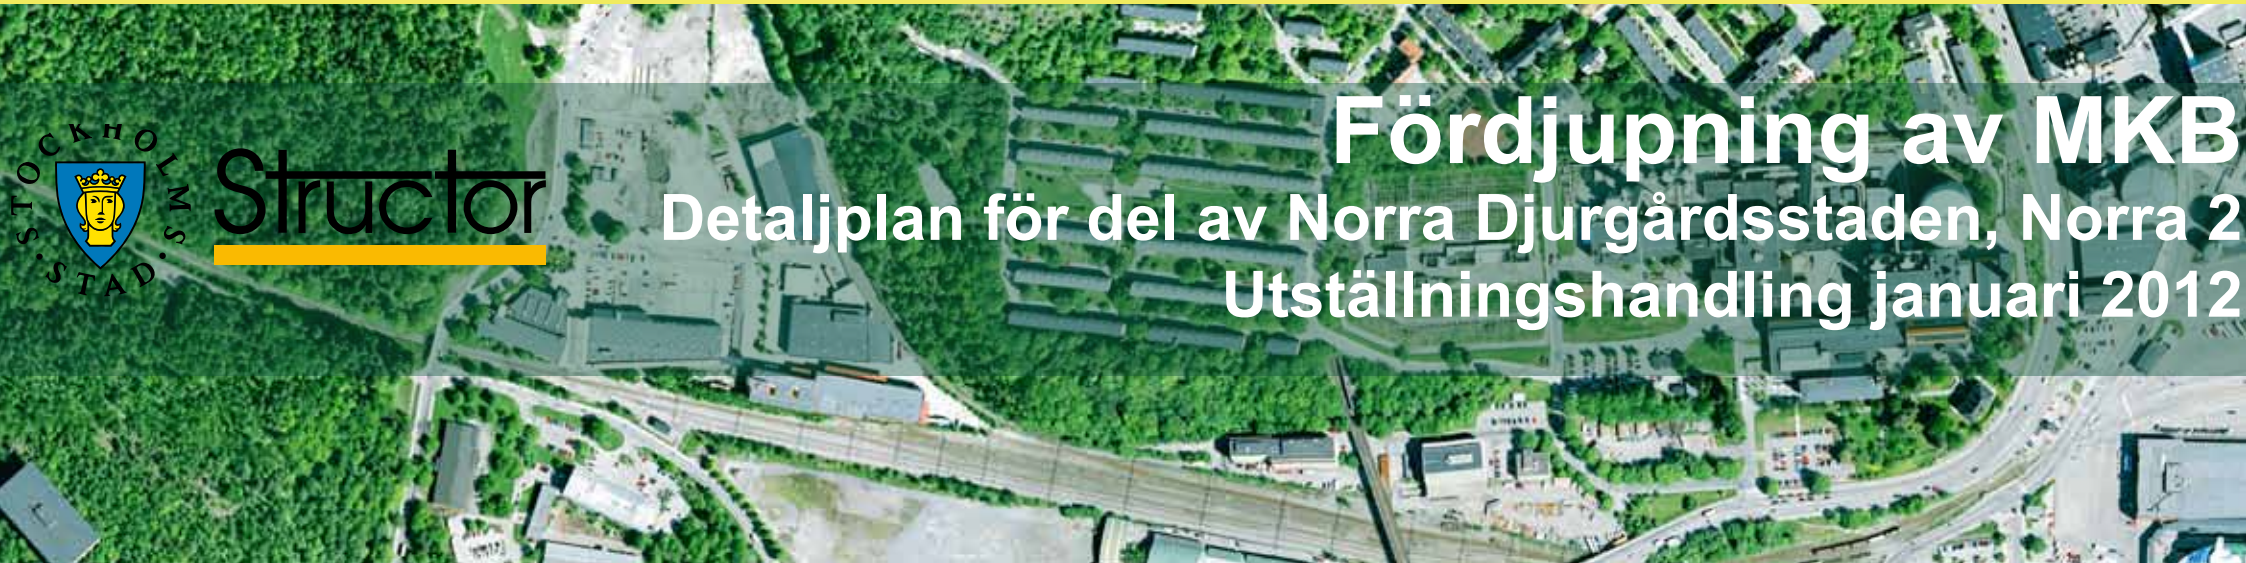 STOCKHOLMS
·STAD·
Structor
Fördjupning av MKB
Detaljplan för del av Norra Djurgårdsstaden, Norra 2
Utställningshandling januari 2012